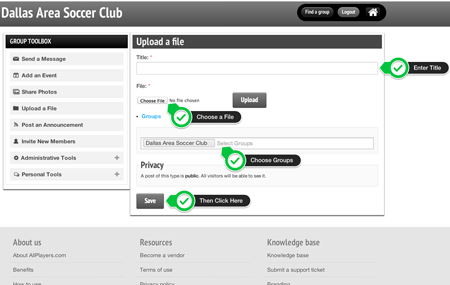 Dallas Area Soccer Club
Find a group
Logout
GROUP TOOLBOX
Send a Message
Add an Event
Share Photos
Upload a File
Post an Announcement
Invite New Members
Administrative Tools +
Personal Tools +
Upload a file
Title: *
Enter Title
File: *
Choose File No file chosen
Upload
Choose a File
Groups
Dallas Area Soccer Club Select Groups
Choose Groups
Privacy
A post of this type is public. All visitors will be able to see it.
Save
Then Click Here
About us
About AllPlayers.com
Benefits
How to use
Resources
Become a vendor
Terms of use
Privacy policy
Knowledge base
Knowledge base
Submit a support ticket